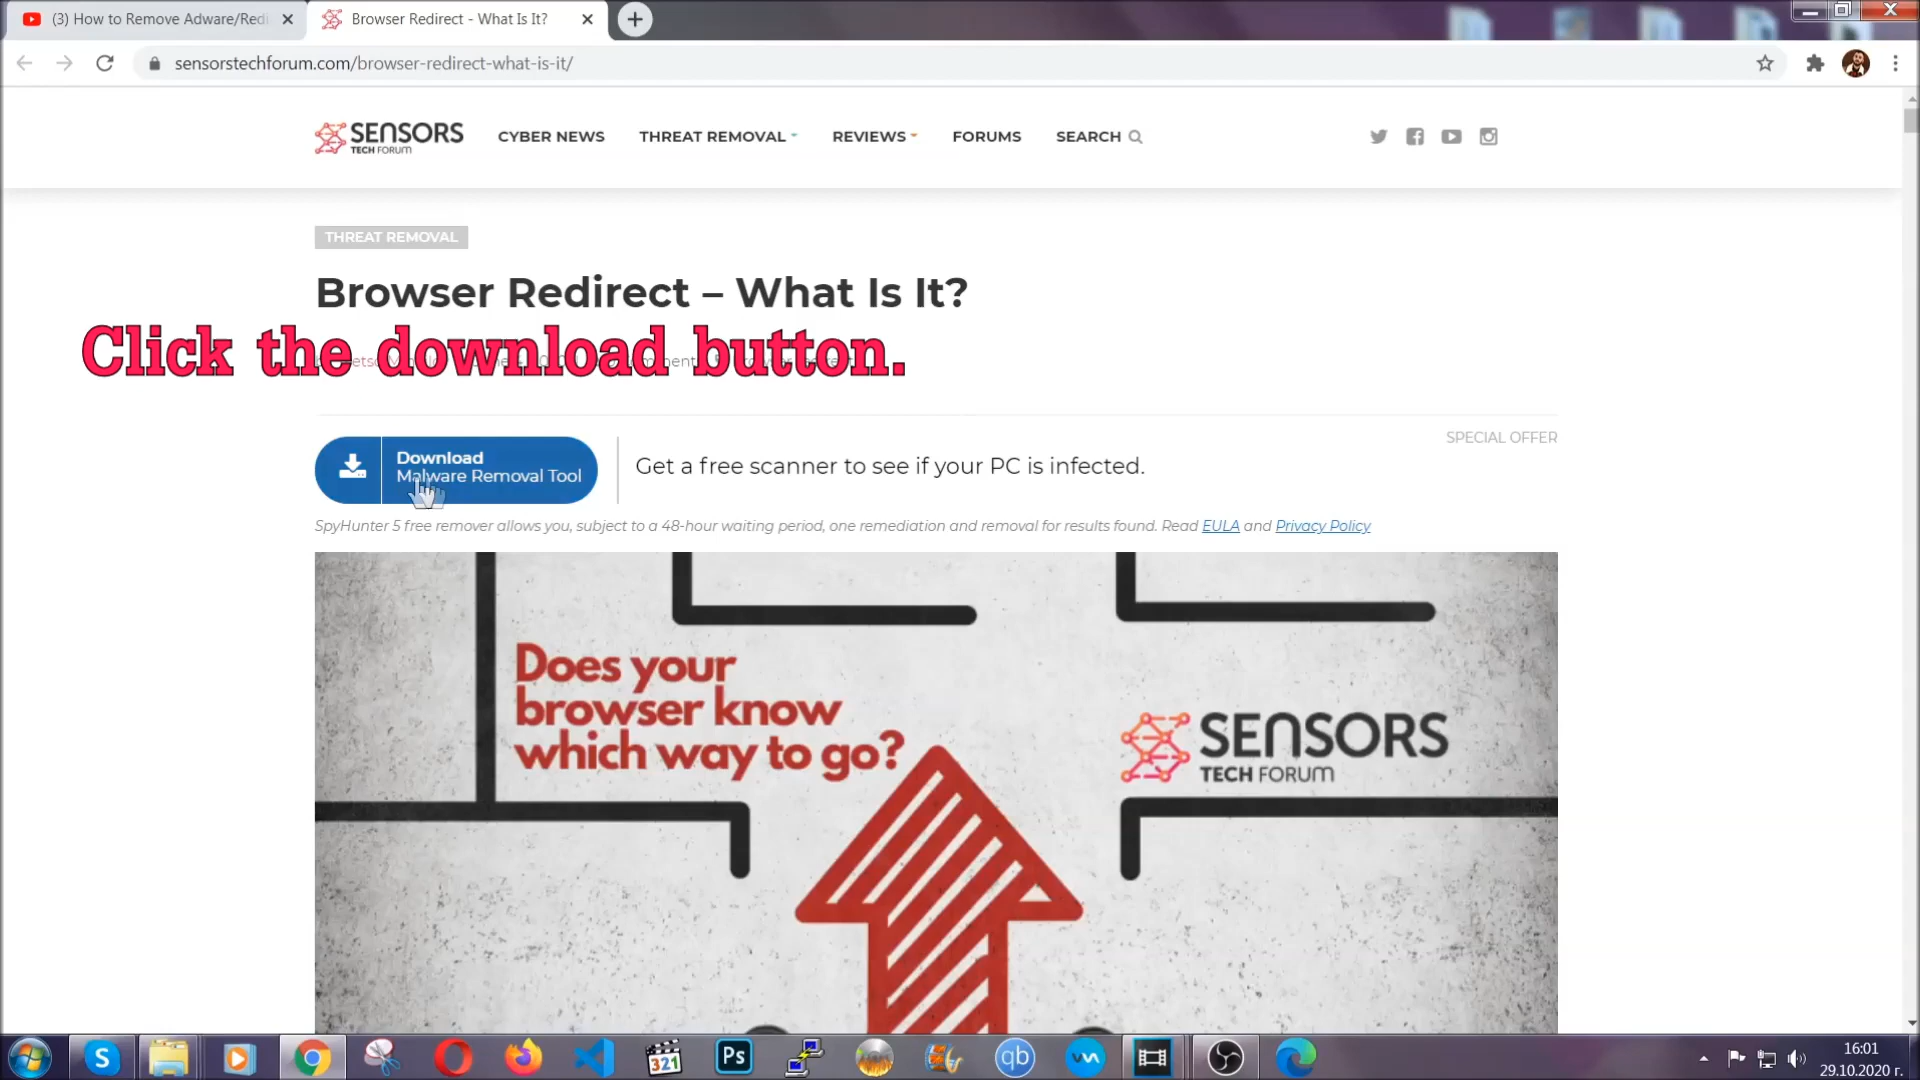 (3) How to Remove Adware/Redi
Browser Redirect - What Is It?
sensorstechforum.com/browser-redirect-what-is-it/
SENSORS
TECH FORUM
CYBER NEWS
THREAT REMOVAL
REVIEWS
FORUMS
SEARCH
THREAT REMOVAL
Browser Redirect – What Is It?
Click the download button.
SPECIAL OFFER
Download
Malware Removal Tool
Get a free scanner to see if your PC is infected.
SpyHunter 5 free remover allows you, subject to a 48-hour waiting period, one remediation and removal for results found. Read EULA and Privacy Policy
Does your
browser know
which way to go?
SENSORS
TECH FORUM
S
321
Ps
qb
16:01
29.10.2020 г.